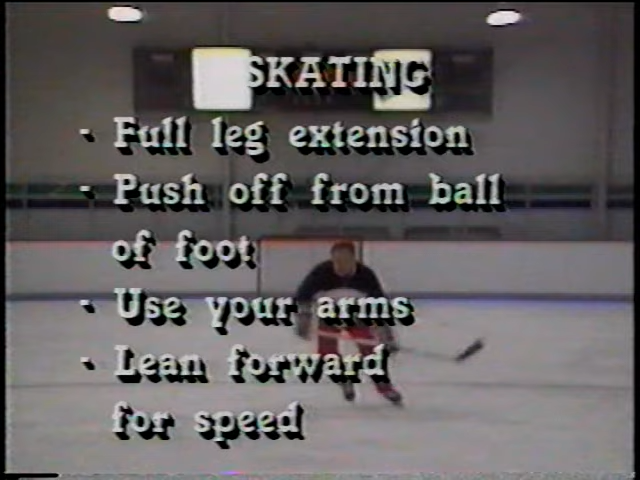 SKATING
- Full leg extension
- Push off from ball
of foot
- Use your arms
- Lean forward
for speed